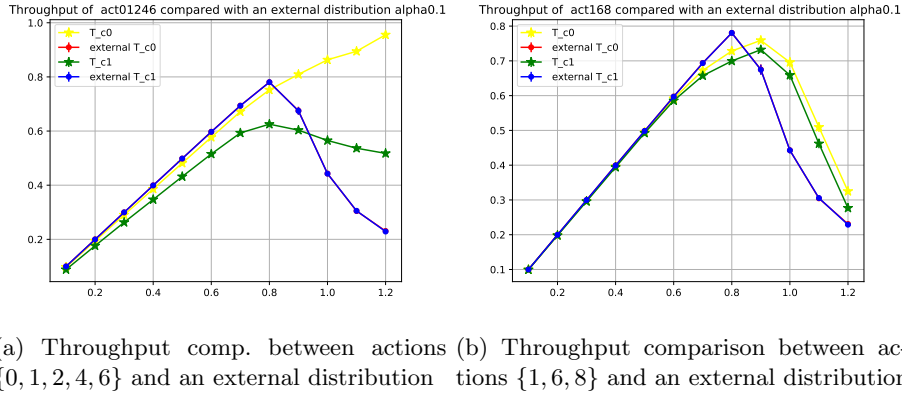 Throughput of  act01246 compared with an external distribution alpha0.1
1.0
0.8
0.6
0.4
0.2
T_c0
external T_c0
T_c1
external T_c1
0.2 0.4 0.6 0.8 1.0 1.2
Throughput of  act168 compared with an external distribution alpha0.1
0.8
0.7
0.6
0.5
0.4
0.3
0.2
0.1
T_c0
external T_c0
T_c1
external T_c1
0.2 0.4 0.6 0.8 1.0 1.2
a) Throughput comp. between actions
{0, 1, 2, 4, 6} and an external distribution
(b) Throughput comparison between ac-
tions {1, 6, 8} and an external distribution